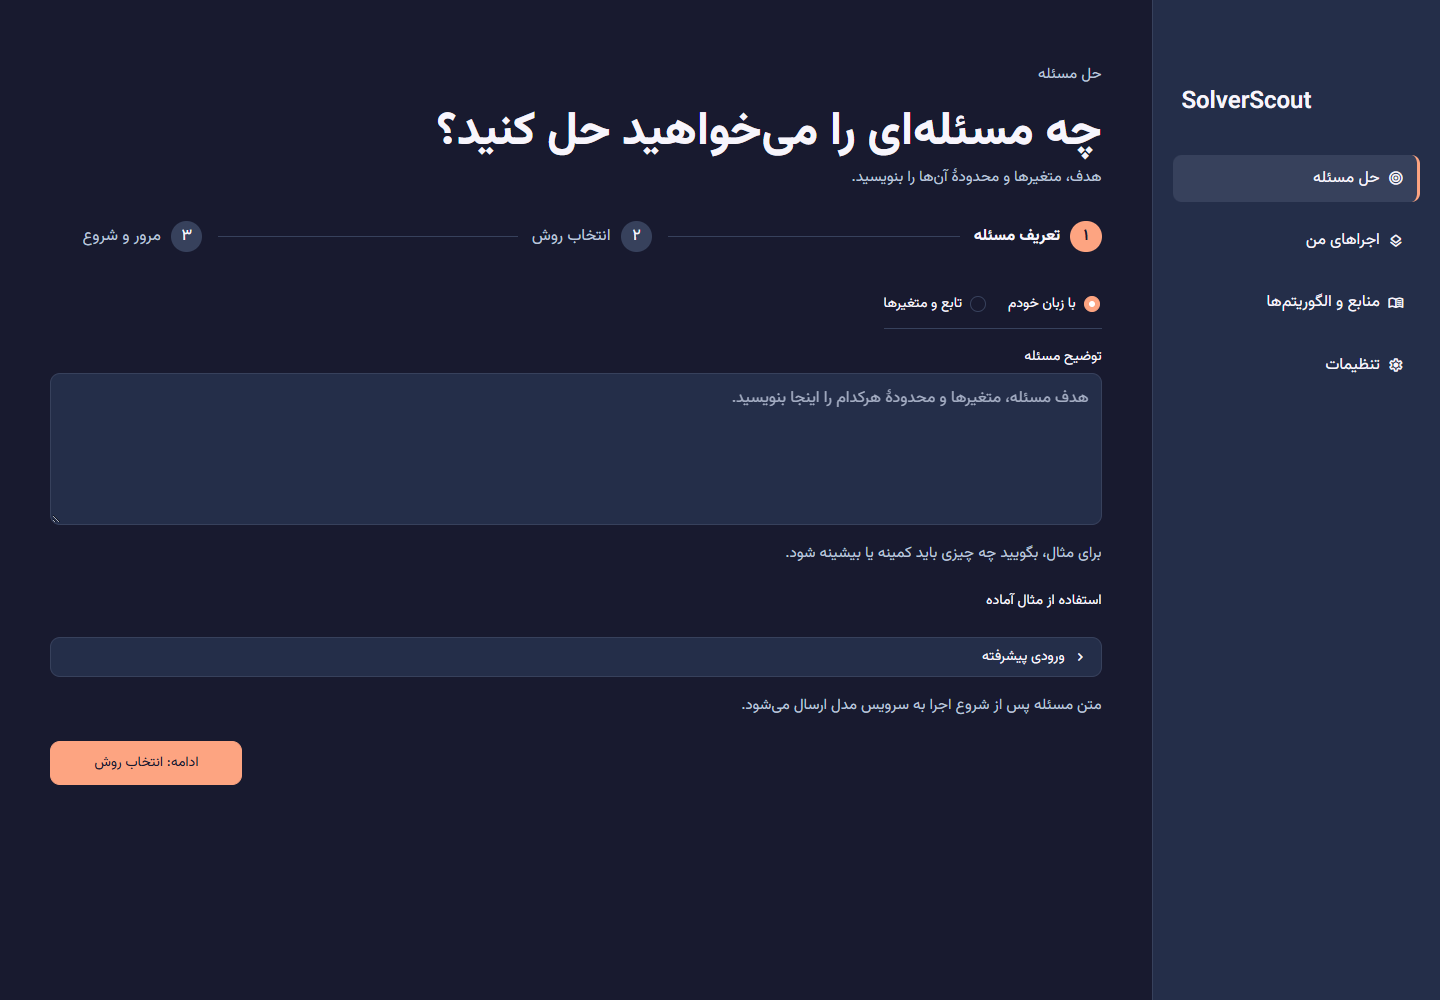 SolverScout
حل مسئله
اجراهای من
منابع و الگوریتم‌ها
تنظیمات
حل مسئله
چه مسئله‌ای را می‌خواهید حل کنید؟
هدف، متغیرها و محدودهٔ آن‌ها را بنویسید.
۱ تعریف مسئله ۲ انتخاب روش ۳ مرور و شروع
با زبان خودم تابع و متغیرها
توضیح مسئله
هدف مسئله، متغیرها و محدودهٔ هرکدام را اینجا بنویسید.
برای مثال، بگویید چه چیزی باید کمینه یا بیشینه شود.
استفاده از مثال آماده
ورودی پیشرفته
متن مسئله پس از شروع اجرا به سرویس مدل ارسال می‌شود.
ادامه: انتخاب روش